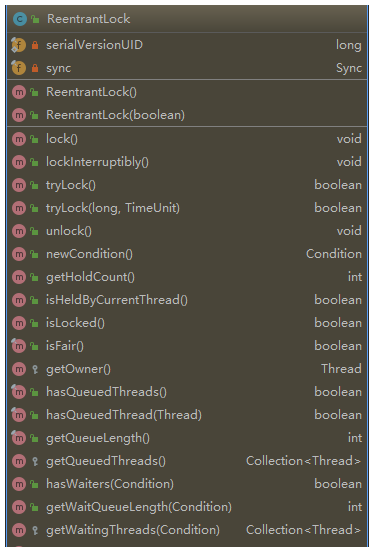 ReentrantLock
serialVersionUID long
sync Sync
ReentrantLock()
ReentrantLock(boolean)
lock() void
lockInterruptibly() void
tryLock() boolean
tryLock(long, TimeUnit) boolean
unlock() void
newCondition() Condition
getHoldCount() int
isHeldByCurrentThread() boolean
isLocked() boolean
isFair() boolean
getOwner() Thread
hasQueuedThreads() boolean
hasQueuedThread(Thread) boolean
getQueueLength() int
getQueuedThreads() Collection<Thread>
hasWaiters(Condition) boolean
getWaitQueueLength(Condition) int
getWaitingThreads(Condition) Collection<Thread>